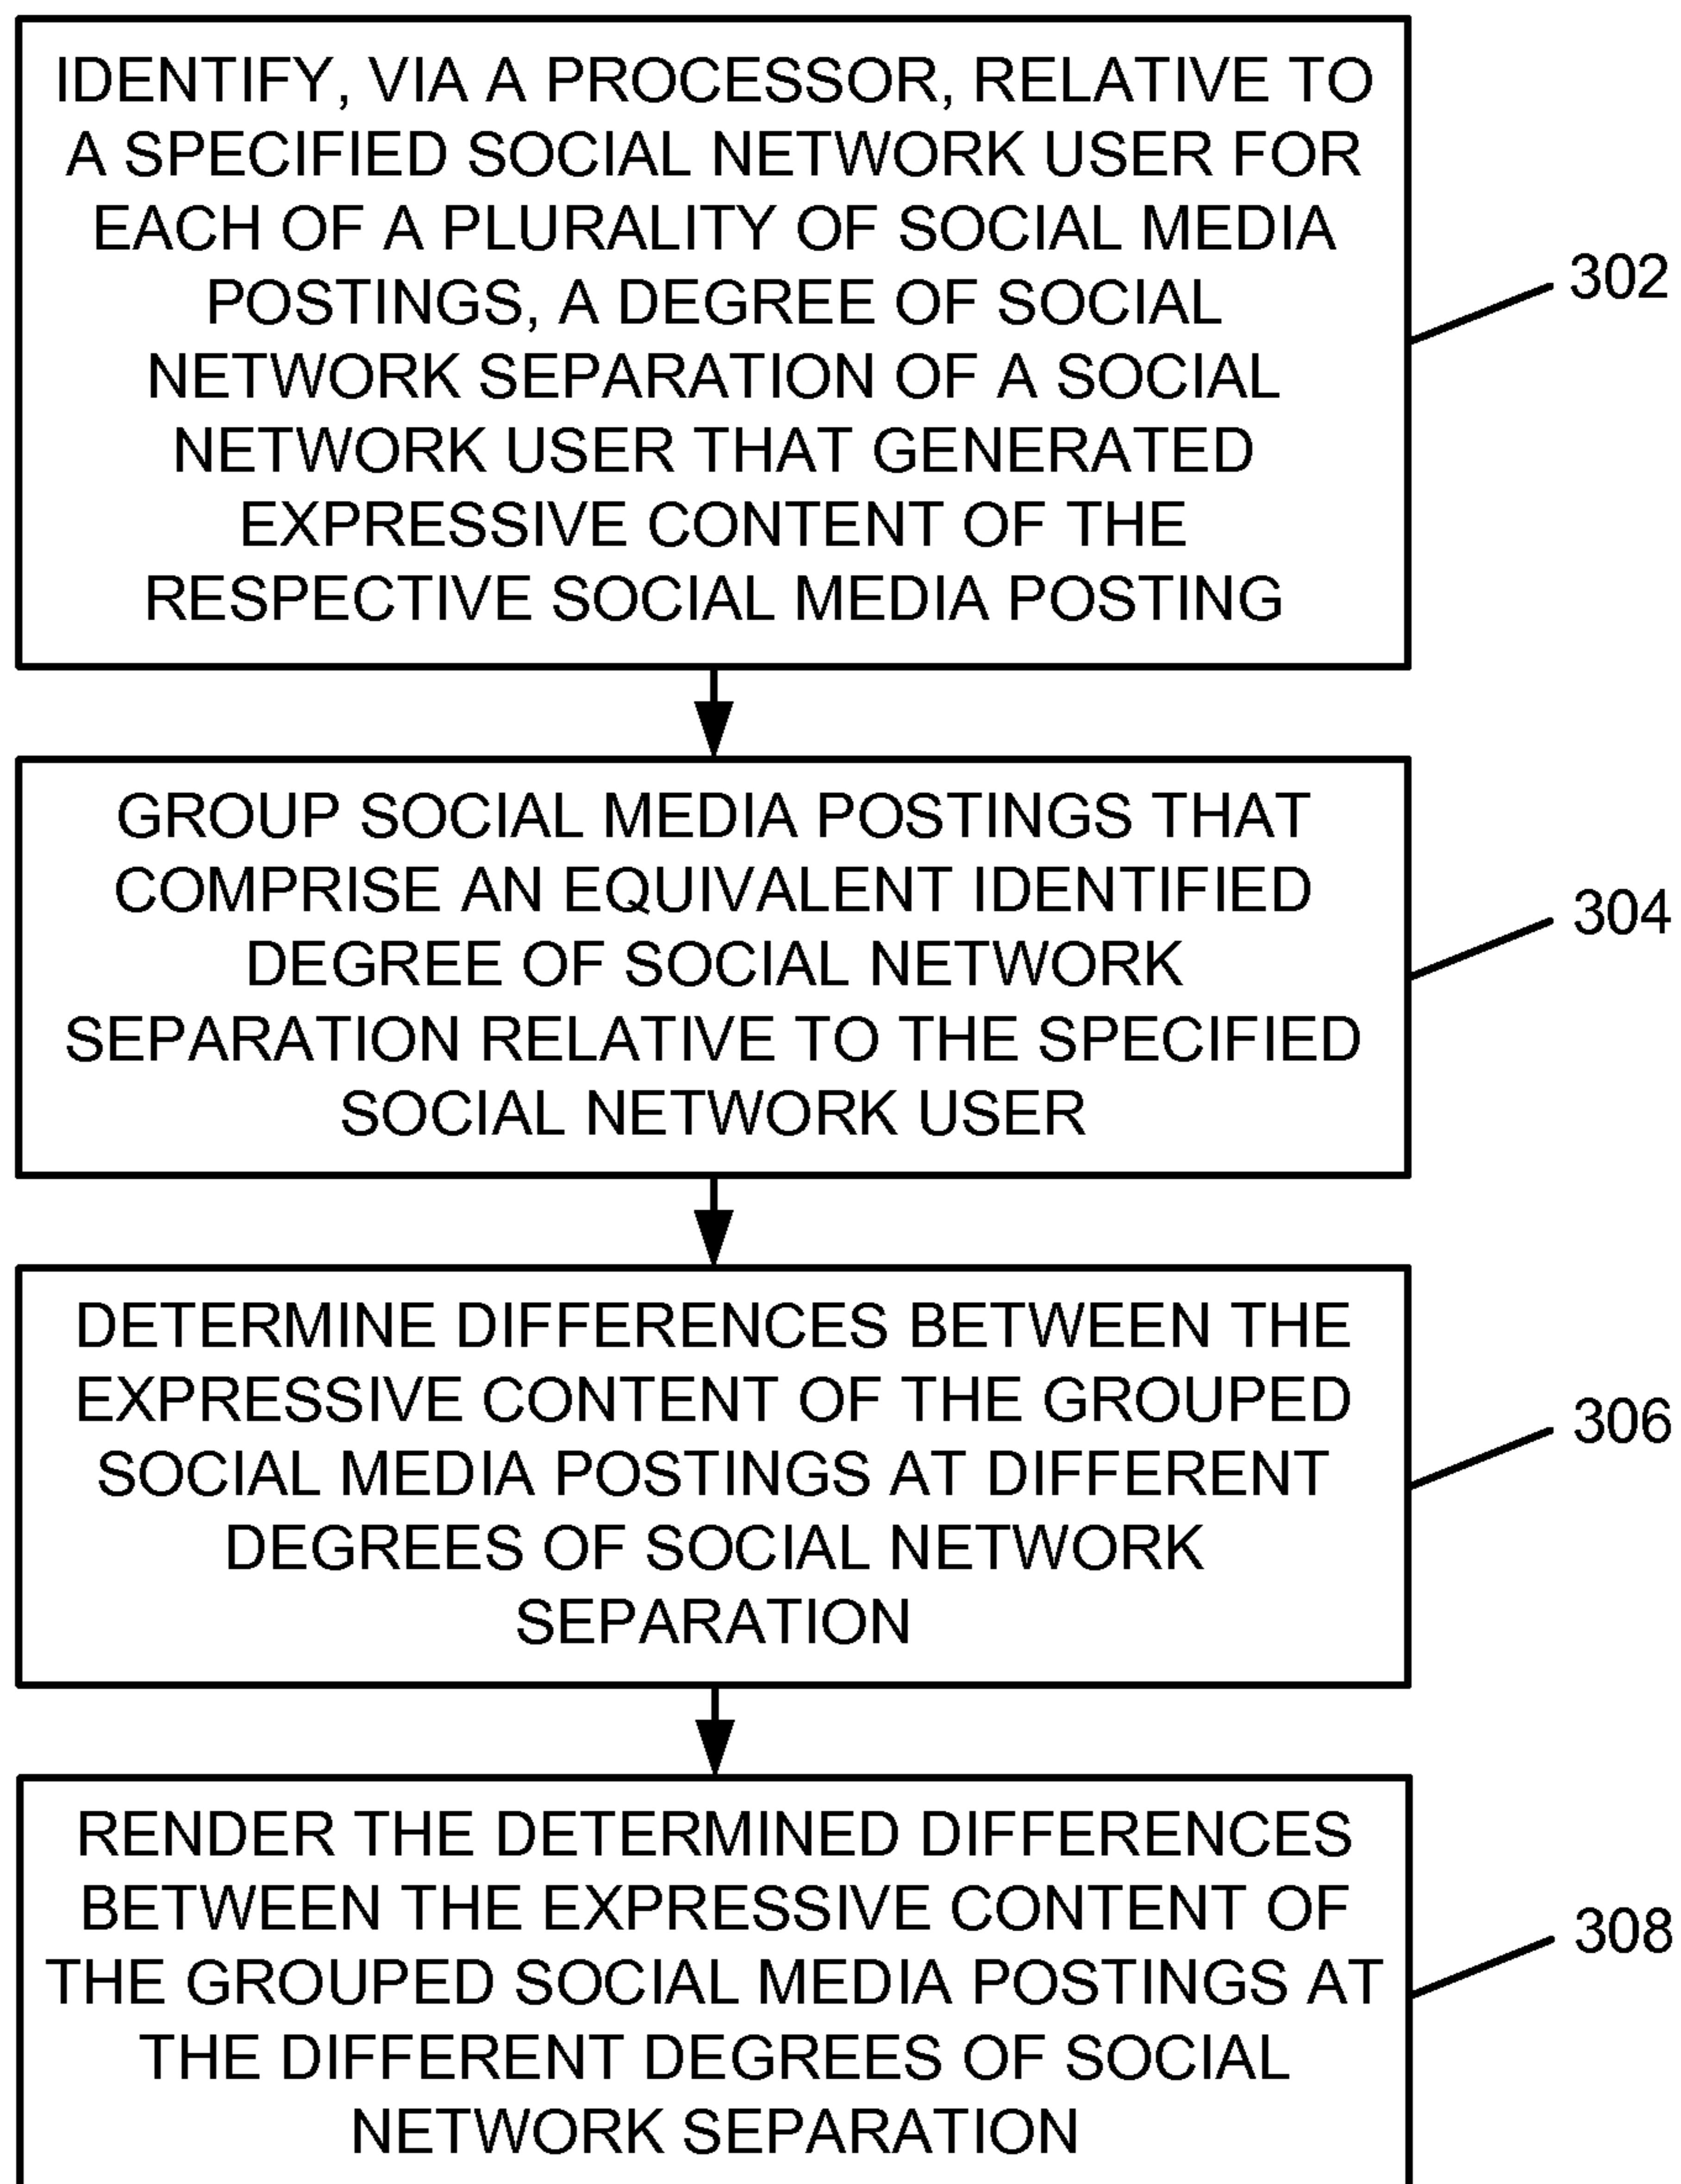 IDENTIFY, VIA A PROCESSOR, RELATIVE TO
A SPECIFIED SOCIAL NETWORK USER FOR
EACH OF A PLURALITY OF SOCIAL MEDIA
POSTINGS, A DEGREE OF SOCIAL
NETWORK SEPARATION OF A SOCIAL
NETWORK USER THAT GENERATED
EXPRESSIVE CONTENT OF THE
RESPECTIVE SOCIAL MEDIA POSTING
302
GROUP SOCIAL MEDIA POSTINGS THAT
COMPRISE AN EQUIVALENT IDENTIFIED
DEGREE OF SOCIAL NETWORK
SEPARATION RELATIVE TO THE SPECIFIED
SOCIAL NETWORK USER
304
DETERMINE DIFFERENCES BETWEEN THE
EXPRESSIVE CONTENT OF THE GROUPED
SOCIAL MEDIA POSTINGS AT DIFFERENT
DEGREES OF SOCIAL NETWORK
SEPARATION
306
RENDER THE DETERMINED DIFFERENCES
BETWEEN THE EXPRESSIVE CONTENT OF
THE GROUPED SOCIAL MEDIA POSTINGS AT
THE DIFFERENT DEGREES OF SOCIAL
NETWORK SEPARATION
308